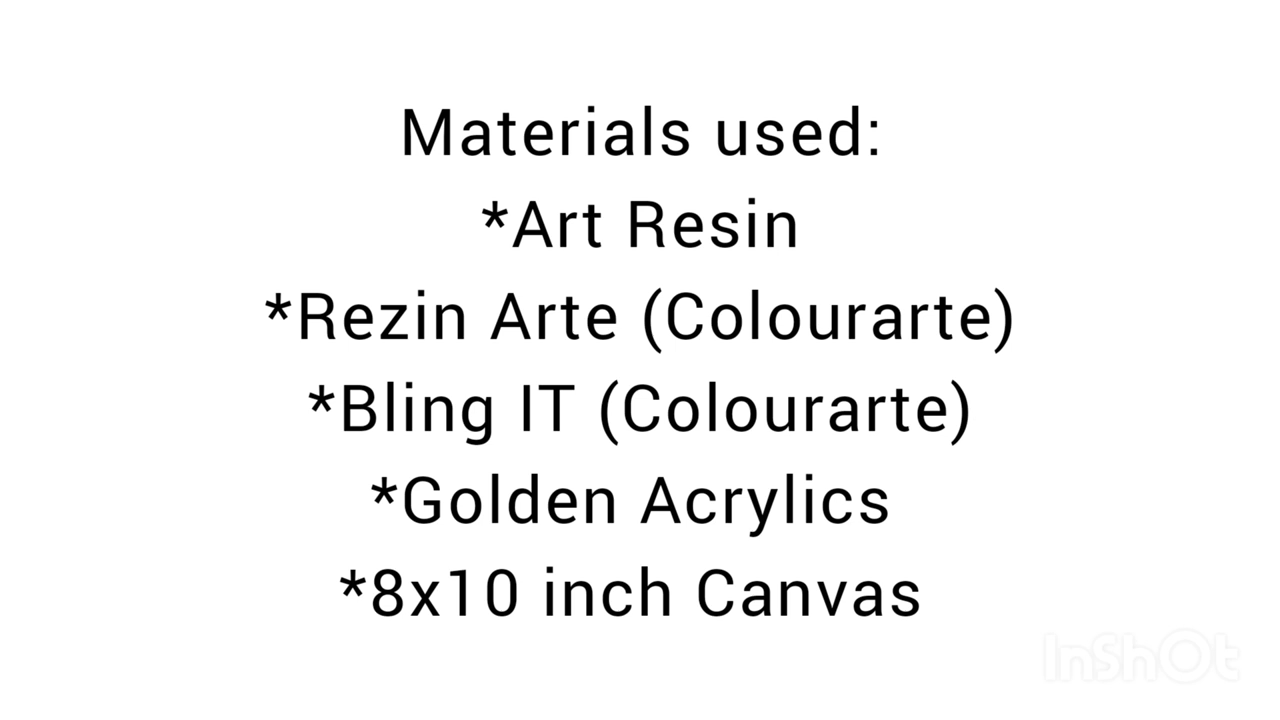 Materials used:
*Art Resin
*Rezin Arte (Colourarte)
*Bling IT (Colourarte)
*Golden Acrylics
*8x10 inch Canvas
InShOt